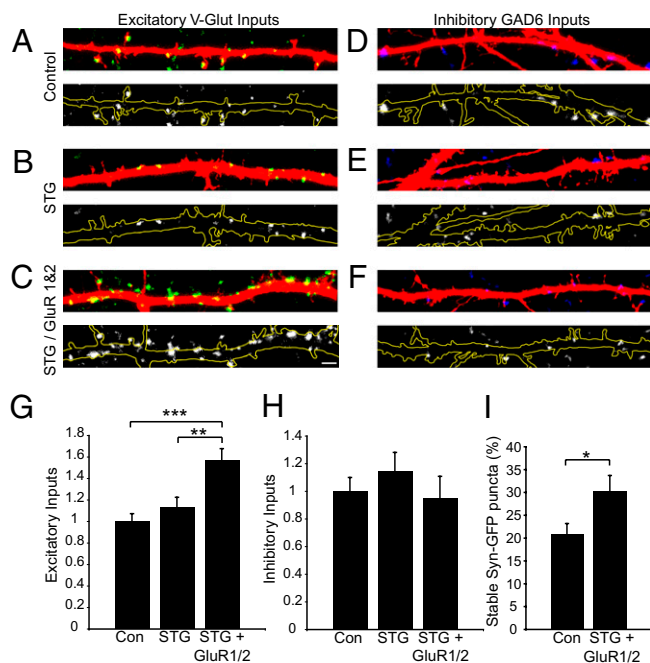 Excitatory V-Glut Inputs
Inhibitory GAD6 Inputs
A
Control
D
B
STG
E
C
STG / GluR 1&2
F
G
Excitatory Inputs
1.8
1.6
1.4
1.2
1
0.8
0.6
0.4
0.2
0
***
**
Con
STG
STG +
GluR1/2
H
Inhibitory Inputs
1.4
1.2
1
0.8
0.6
0.4
0.2
0
Con
STG
STG +
GluR1/2
I
Stable Syn-GFP puncta (%)
40
35
30
25
20
15
10
5
0
*
Con
STG +
GluR1/2